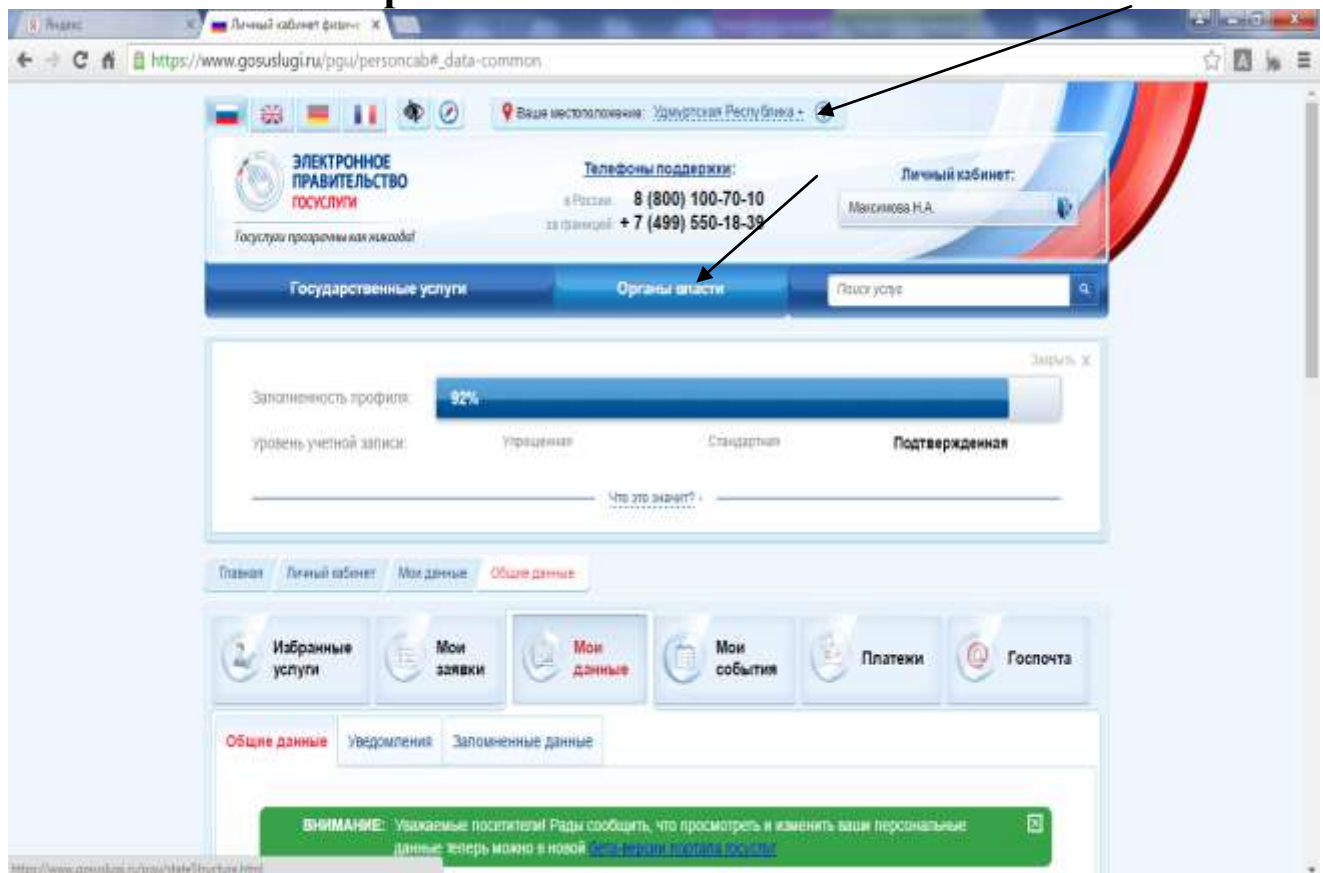 Яндекс
Личный кабинет физич
https://www.gosuslugi.ru/pgu/personcab#_data-common
Ваше местоположение: Удмуртская Республика
ЭЛЕКТРОННОЕ
ПРАВИТЕЛЬСТВО
ГОСУСЛУГИ
Госуслуги прозрачны как никогда!
Телефоны поддержки:
в России 8 (800) 100-70-10
за границей + 7 (499) 550-18-39
Личный кабинет:
Максимова Н.А.
Государственные услуги
Органы власти
Поиск услуг
Закрыть X
Заполненность профиля: 92%
Уровень учетной записи: Упрощенная Стандартная Подтвержденная
Что это значит?
Главная Личный кабинет Мои данные Общие данные
Избранные услуги
Мои заявки
Мои данные
Мои события
Платежи
Госпочта
Общие данные Уведомления Запомненные данные
ВНИМАНИЕ: Уважаемые посетители! Рады сообщить, что просмотреть и изменить ваши персональные
данные теперь можно в новой бета-версии портала госуслуг